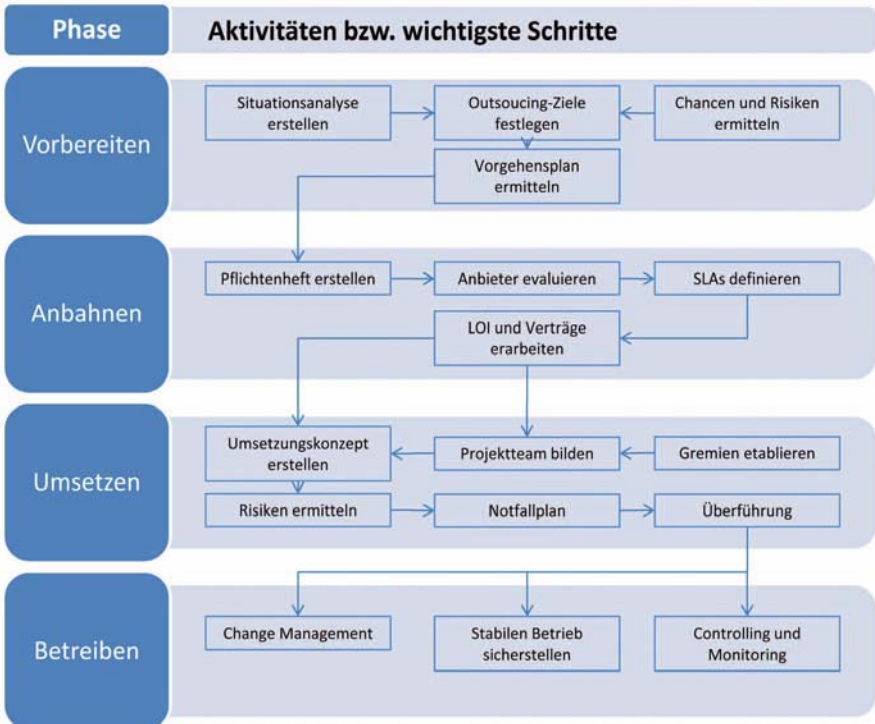 Phase
Aktivitäten bzw. wichtigste Schritte
Vorbereiten
Situationsanalyse
erstellen
Outsoucing-Ziele
festlegen
Chancen und Risiken
ermitteln
Vorgehensplan
ermitteln
Anbahnen
Pflichtenheft erstellen
Anbieter evaluieren
SLAs definieren
LOI und Verträge
erarbeiten
Umsetzen
Umsetzungskonzept
erstellen
Projektteam bilden
Gremien etablieren
Risiken ermitteln
Notfallplan
Überführung
Betreiben
Change Management
Stabilen Betrieb
sicherstellen
Controlling und
Monitoring